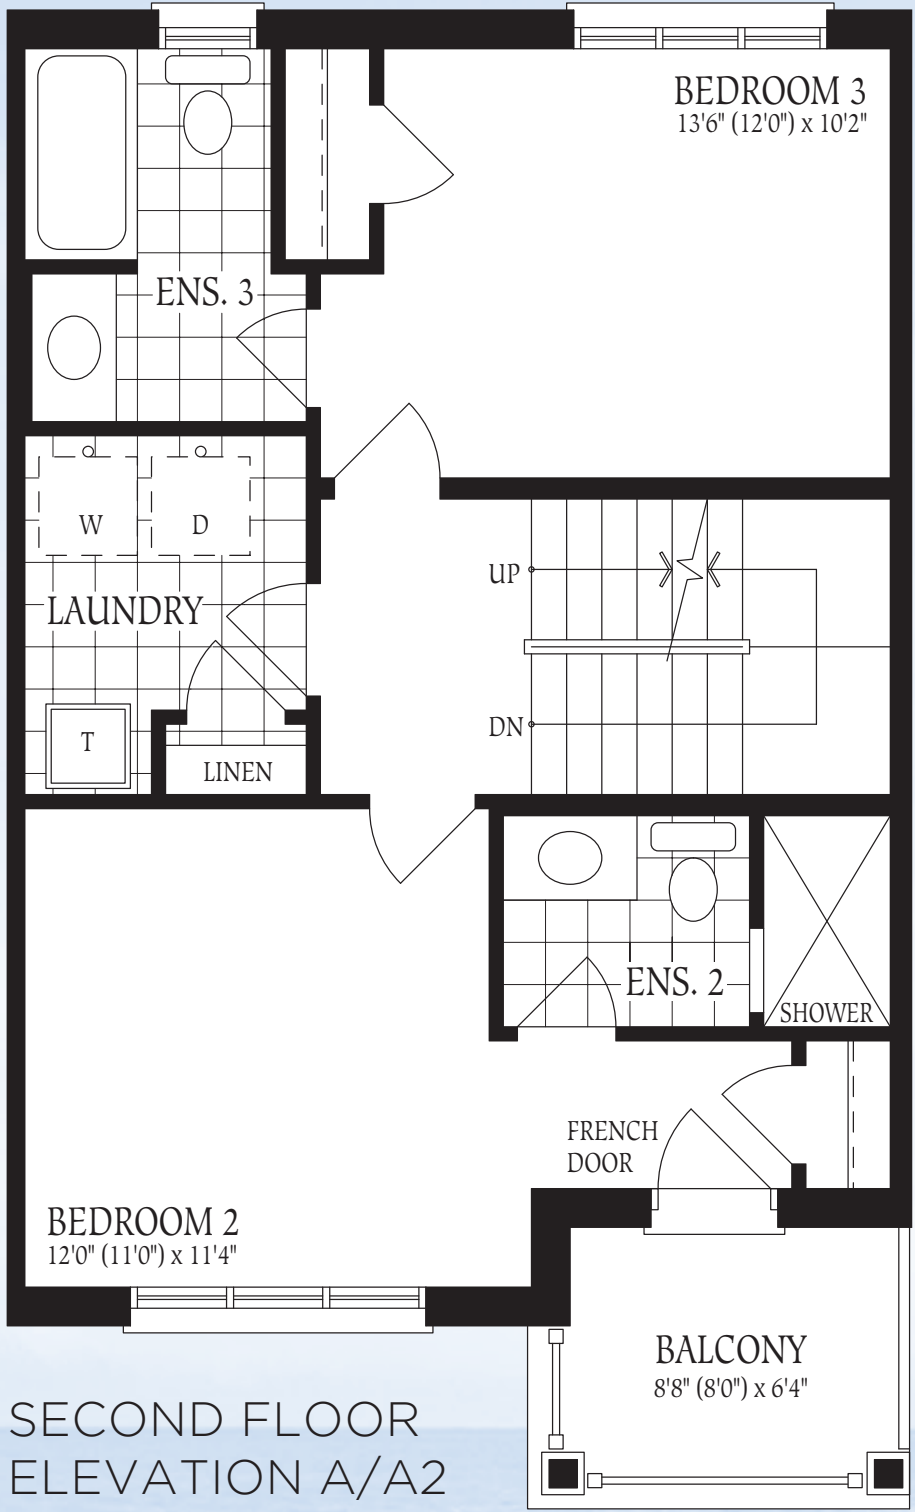 BEDROOM 3
13'6" (12'0") x 10'2"
ENS. 3
W
D
LAUNDRY
UP
DN
T
LINEN
ENS. 2
SHOWER
FRENCH
DOOR
BEDROOM 2
12'0" (11'0") x 11'4"
BALCONY
8'8" (8'0") x 6'4"
SECOND FLOOR
ELEVATION A/A2